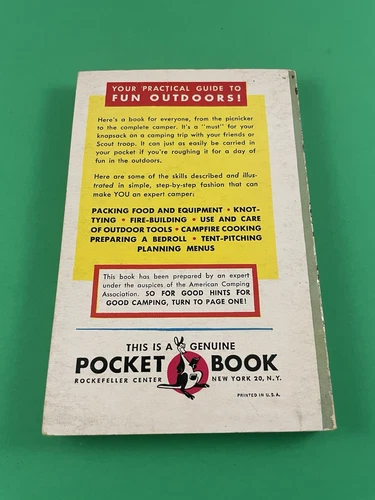 YOUR PRACTICAL GUIDE TO
FUN OUTDOORS!
Here's a book for everyone, from the picnicker
to the complete camper. It's a "must" for your
knapsack on a camping trip with your friends or
Scout troop. It can just as easily be carried in
your pocket if you're roughing it for a day of
fun in the outdoors.
Here are some of the skills described and illus-
trated in simple, step-by-step fashion that can
make YOU an expert camper:
PACKING FOOD AND EQUIPMENT • KNOT-
TYING • FIRE-BUILDING • USE AND CARE
OF OUTDOOR TOOLS • CAMPFIRE COOKING
PREPARING A BEDROLL • TENT-PITCHING
PLANNING MENUS
This book has been prepared by an expert
under the auspices of the American Camping
Association. SO FOR GOOD HINTS FOR
GOOD CAMPING, TURN TO PAGE ONE!
THIS IS A GENUINE
POCKET BOOK
ROCKEFELLER CENTER NEW YORK 20, N.Y.
PRINTED IN U.S.A.